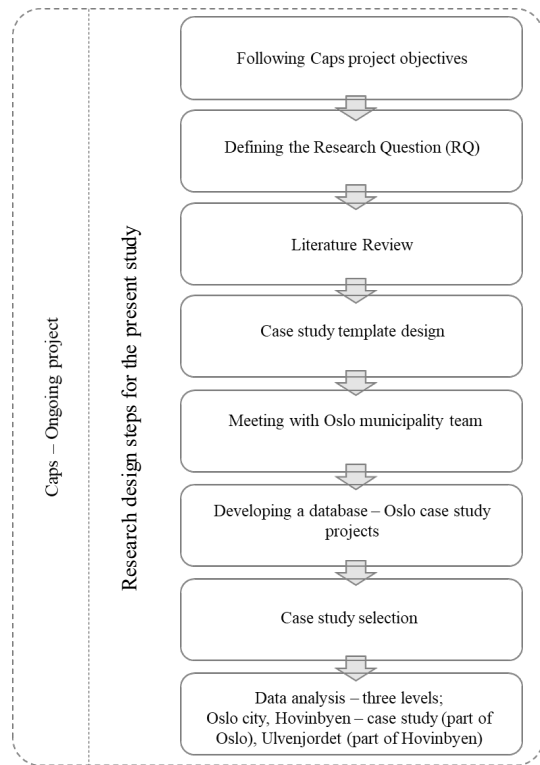 Caps – Ongoing project
Research design steps for the present study
Following Caps project objectives
Defining the Research Question (RQ)
Literature Review
Case study template design
Meeting with Oslo municipality team
Developing a database – Oslo case study
projects
Case study selection
Data analysis – three levels;
Oslo city, Hovinbyen – case study (part of
Oslo), Ulvenjordet (part of Hovinbyen)